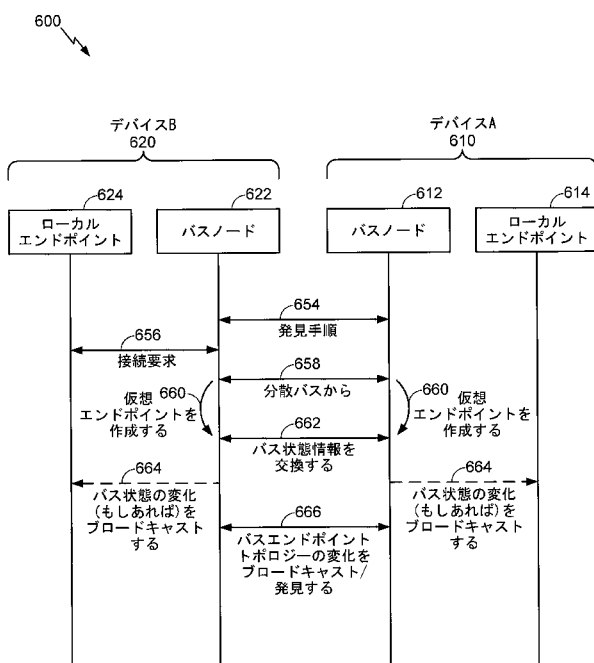 600
デバイスB
620
デバイスA
610
624
622
612
614
ローカル
エンドポイント
バスノード
バスノード
ローカル
エンドポイント
654
発見手順
656
接続要求
658
分散バスから
仮想
エンドポイントを
作成する
660
660
仮想
エンドポイントを
作成する
662
バス状態情報を
交換する
664
バス状態の変化
(もしあれば)を
ブロードキャスト
する
664
バス状態の変化
(もしあれば)を
ブロードキャスト
する
666
バスエンドポイント
トポロジーの変化を
ブロードキャスト/
発見する